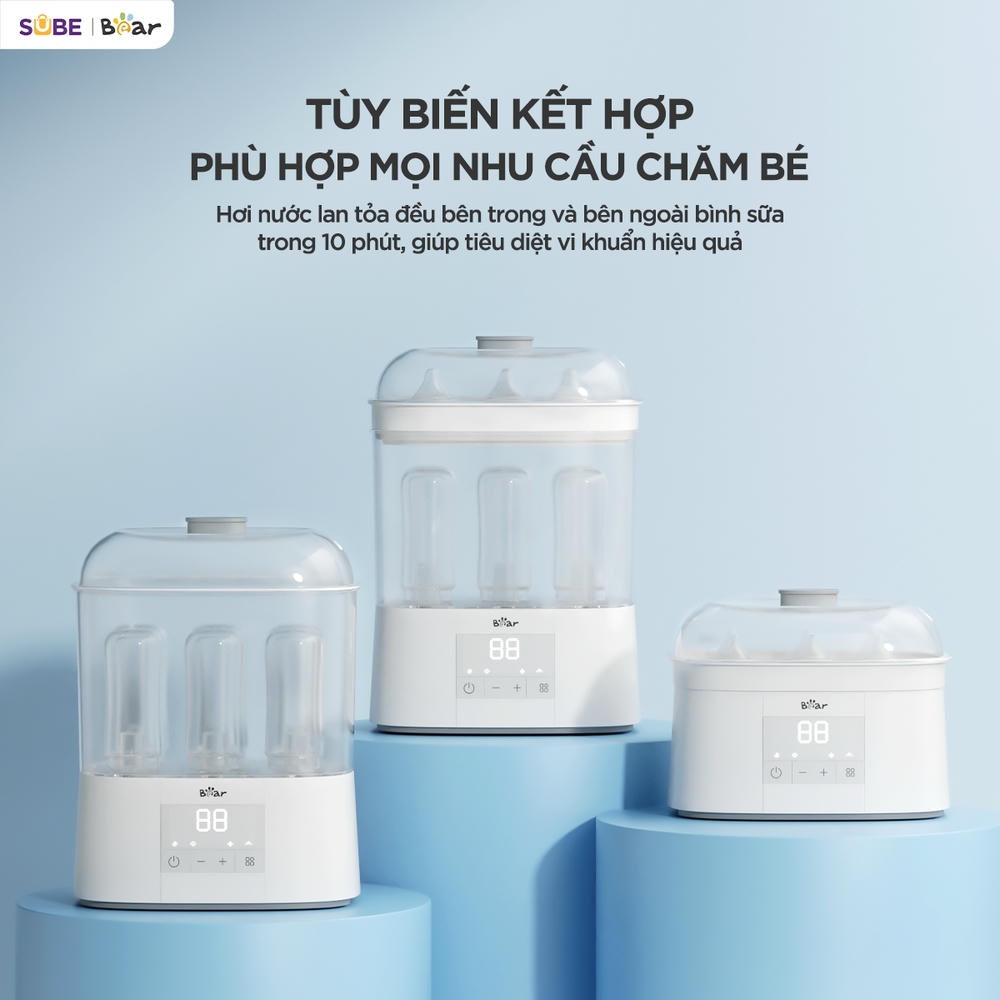 SUBE | Bear
TÙY BIẾN KẾT HỢP
PHÙ HỢP MỌI NHU CẦU CHĂM BÉ
Hơi nước lan tỏa đều bên trong và bên ngoài bình sữa
trong 10 phút, giúp tiêu diệt vi khuẩn hiệu quả
Bear
88
Bear
88
Bear
88